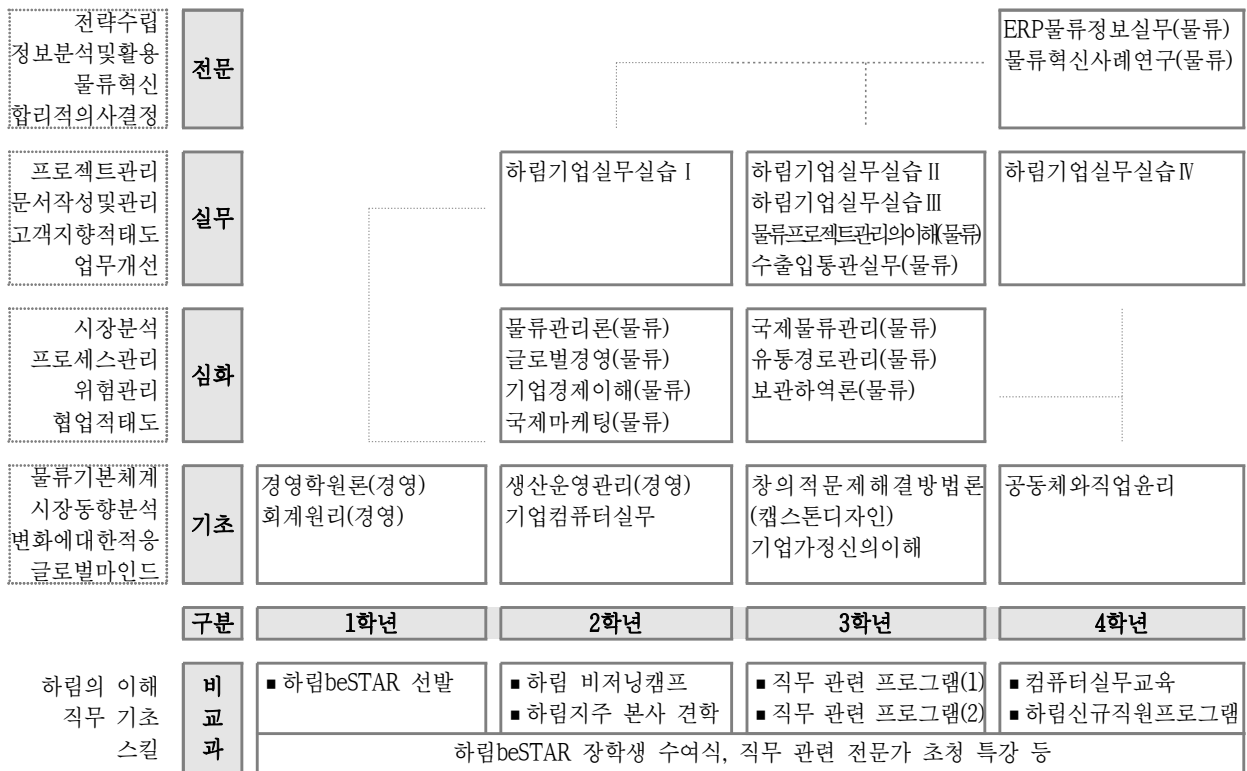 전략수립
정보분석및활용
물류혁신
합리적의사결정
전문
ERP물류정보실무(물류)
물류혁신사례연구(물류)
프로젝트관리
문서작성및관리
고객지향적태도
업무개선
실무
하림기업실무실습Ⅰ
하림기업실무실습Ⅱ
하림기업실무실습Ⅲ
물류프로젝트관리의이해(물류)
수출입통관실무(물류)
하림기업실무실습Ⅳ
시장분석
프로세스관리
위험관리
협업적태도
심화
물류관리론(물류)
글로벌경영(물류)
기업경제이해(물류)
국제마케팅(물류)
국제물류관리(물류)
유통경로관리(물류)
보관하역론(물류)
물류기본체계
시장동향분석
변화에대한적응
글로벌마인드
기초
경영학원론(경영)
회계원리(경영)
생산운영관리(경영)
기업컴퓨터실무
창의적문제해결방법론
(캡스톤디자인)
기업가정신의이해
공동체와직업윤리
구분 1학년 2학년 3학년 4학년
하림의 이해
직무 기초
스킬
비
교
과
▪하림beSTAR 선발
▪하림 비저닝캠프
▪하림지주 본사 견학
▪직무 관련 프로그램(1)
▪직무 관련 프로그램(2)
▪컴퓨터실무교육
▪하림신규직원프로그램
하림beSTAR 장학생 수여식, 직무 관련 전문가 초청 특강 등